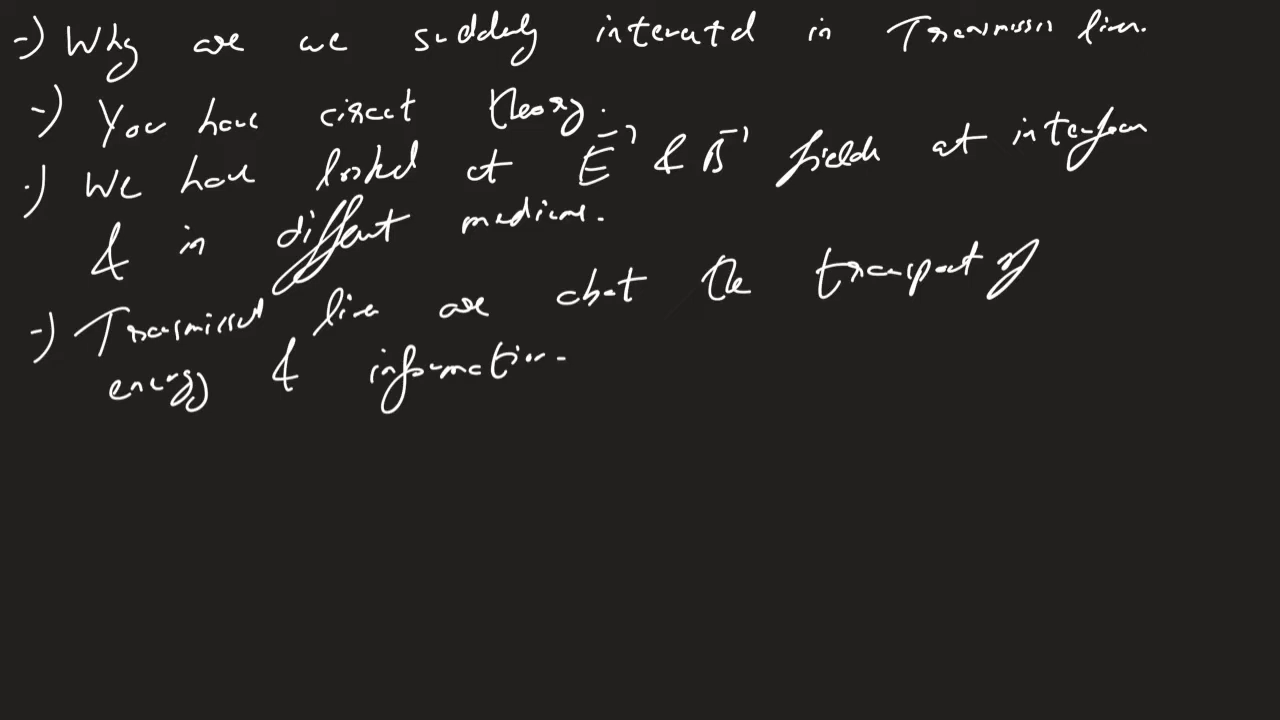 -) Why are we suddenly interested in Transmission lines.
-) You have circuit theory.
.) We have looked at E & B fields at interfaces
& in different mediums.
-) Transmission lines are about the transport of
energy & information.